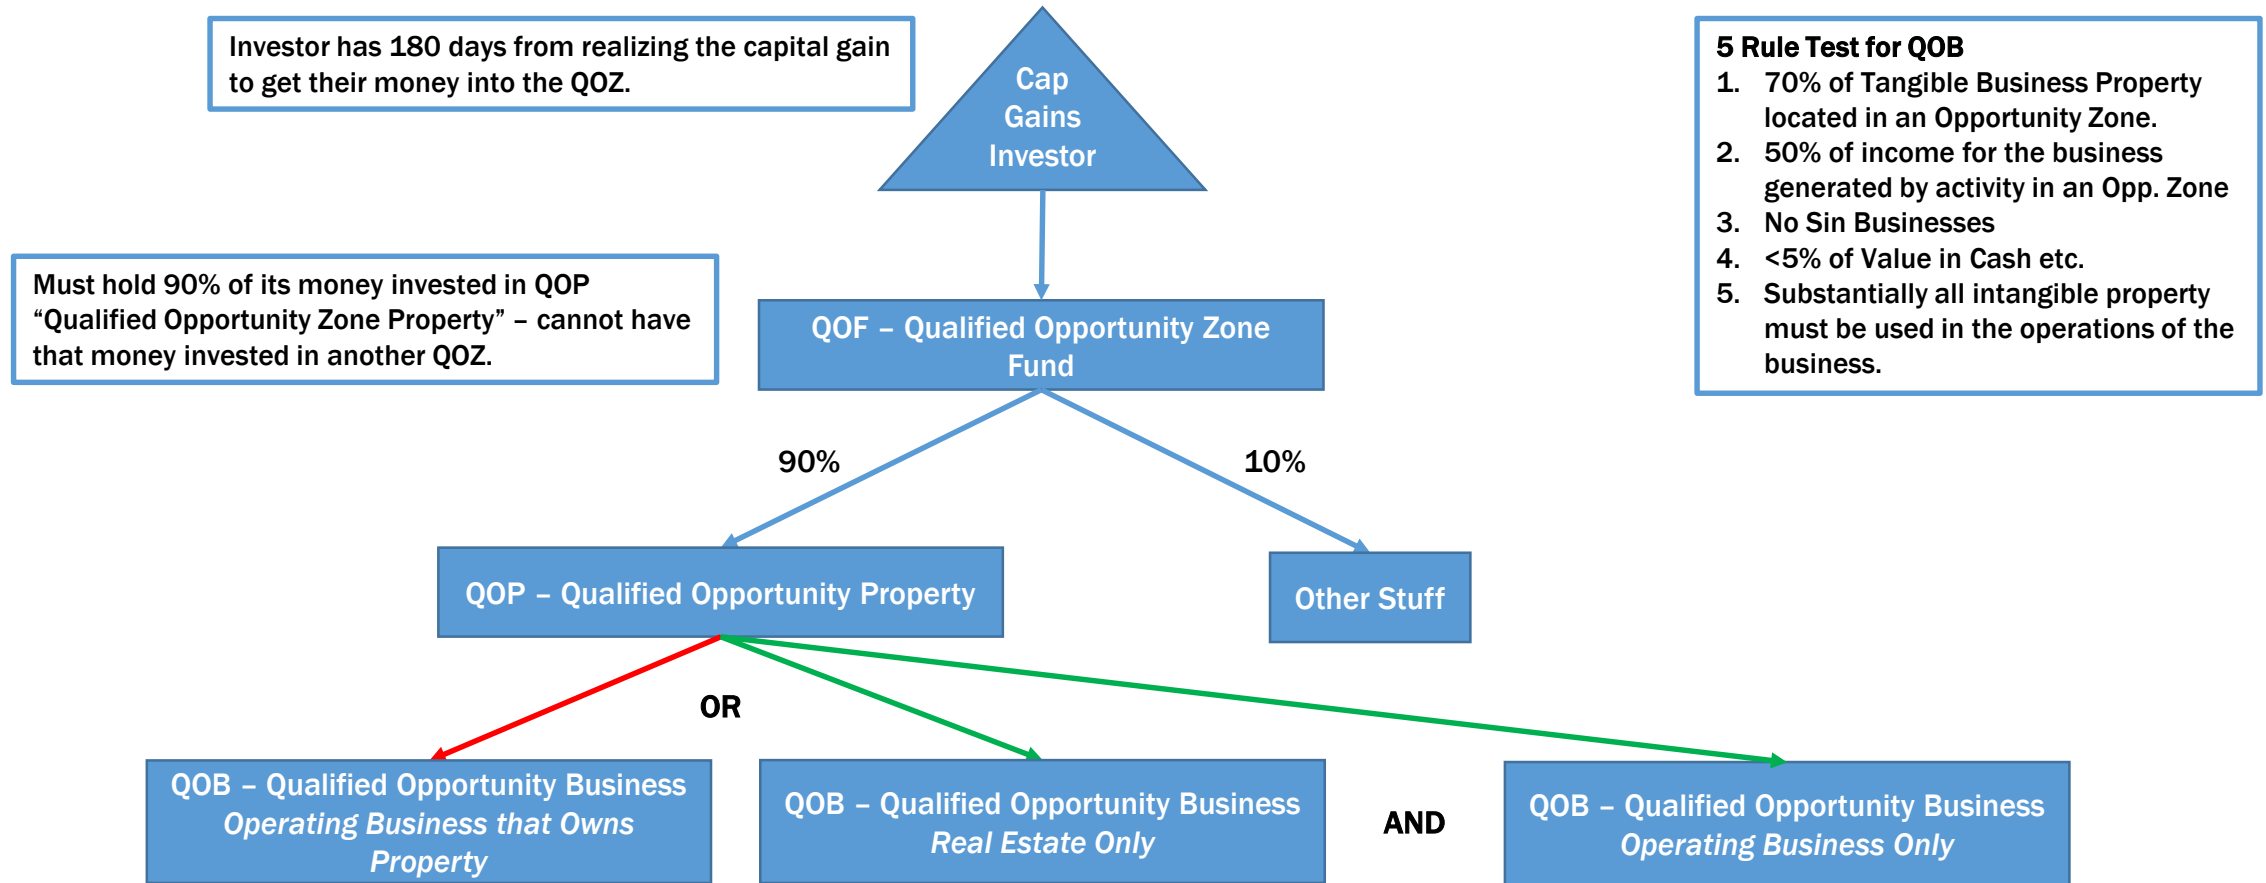 Investor has 180 days from realizing the capital gain
to get their money into the QOZ.
Cap
Gains
Investor
5 Rule Test for QOB
1. 70% of Tangible Business Property
located in an Opportunity Zone.
2. 50% of income for the business
generated by activity in an Opp. Zone
3. No Sin Businesses
4. <5% of Value in Cash etc.
5. Substantially all intangible property
must be used in the operations of the
business.
Must hold 90% of its money invested in QOP
“Qualified Opportunity Zone Property” – cannot have
that money invested in another QOZ.
QOF – Qualified Opportunity Zone
Fund
90%
10%
QOP – Qualified Opportunity Property
Other Stuff
OR
QOB – Qualified Opportunity Business
Operating Business that Owns
Property
QOB – Qualified Opportunity Business
Real Estate Only
AND
QOB – Qualified Opportunity Business
Operating Business Only